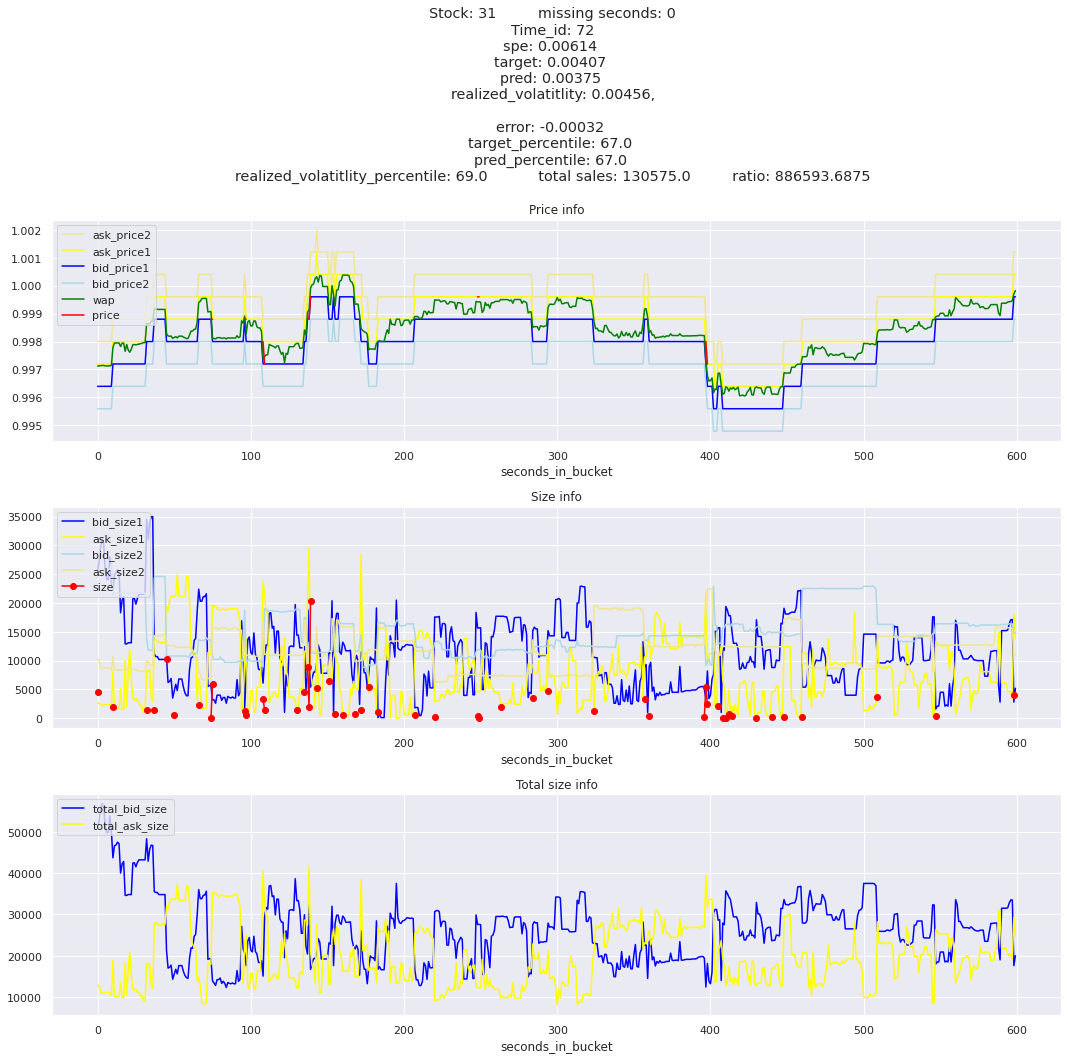 Stock: 31 missing seconds: 0
Time_id: 72
spe: 0.00614
target: 0.00407
pred: 0.00375
realized_volatitlity: 0.00456,
error: -0.00032
target_percentile: 67.0
pred_percentile: 67.0
realized_volatitlity_percentile: 69.0 total sales: 130575.0 ratio: 886593.6875
Price info
1.002
1.001
1.000
0.999
0.998
0.997
0.996
0.995
ask_price2
ask_price1
bid_price1
bid_price2
wap
price
0 100 200 300 400 500 600
seconds_in_bucket
Size info
35000
30000
25000
20000
15000
10000
5000
0
bid_size1
ask_size1
bid_size2
ask_size2
size
0 100 200 300 400 500 600
seconds_in_bucket
Total size info
50000
40000
30000
20000
10000
total_bid_size
total_ask_size
0 100 200 300 400 500 600
seconds_in_bucket